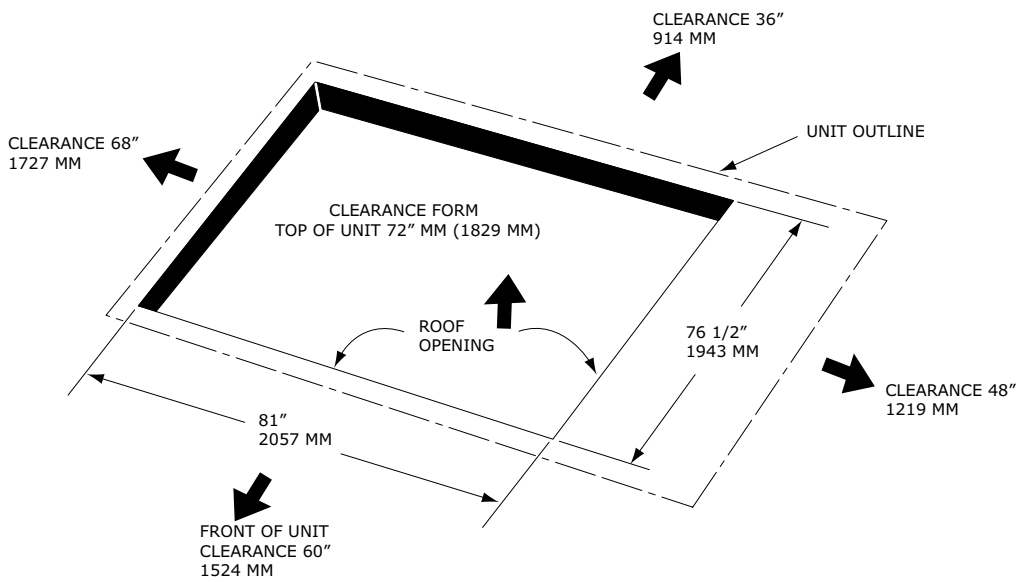 CLEARANCE 36”
914 MM
UNIT OUTLINE
CLEARANCE 68”
1727 MM
CLEARANCE FORM
TOP OF UNIT 72” MM (1829 MM)
ROOF
OPENING
76 1/2”
1943 MM
CLEARANCE 48”
1219 MM
81”
2057 MM
FRONT OF UNIT
CLEARANCE 60”
1524 MM